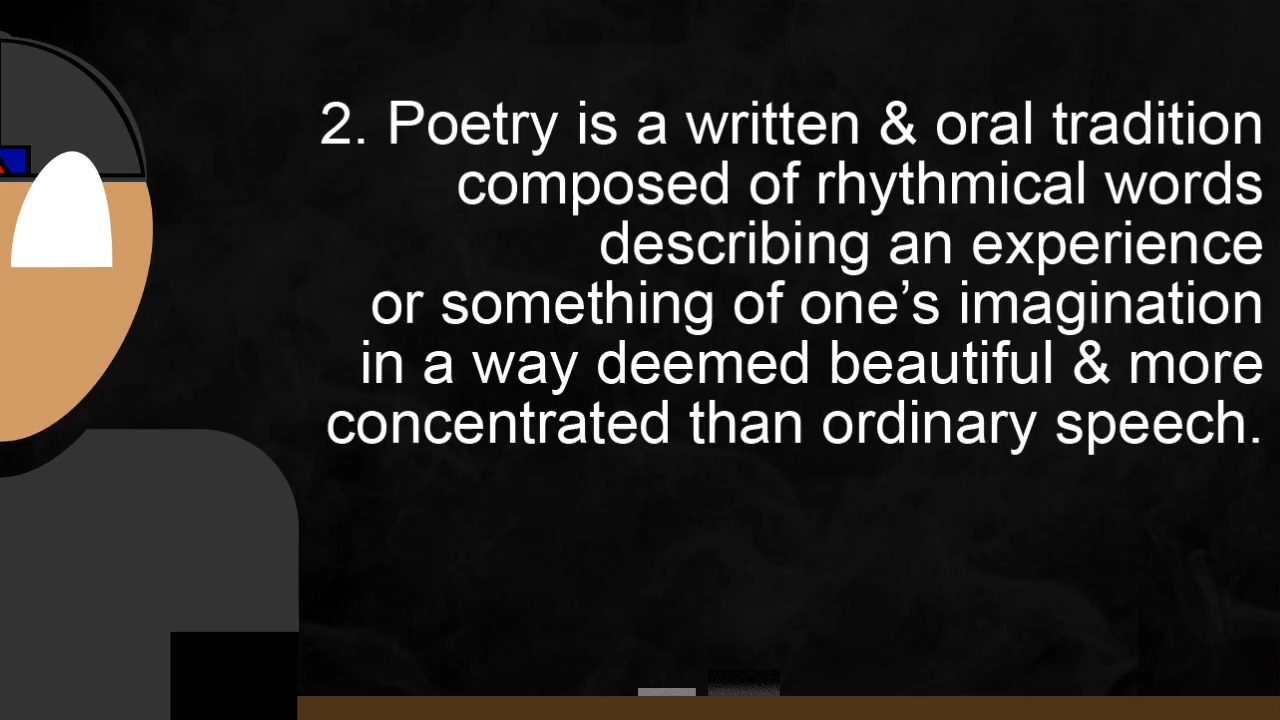 2. Poetry is a written & oral tradition
composed of rhythmical words
describing an experience
or something of one’s imagination
in a way deemed beautiful & more
concentrated than ordinary speech.